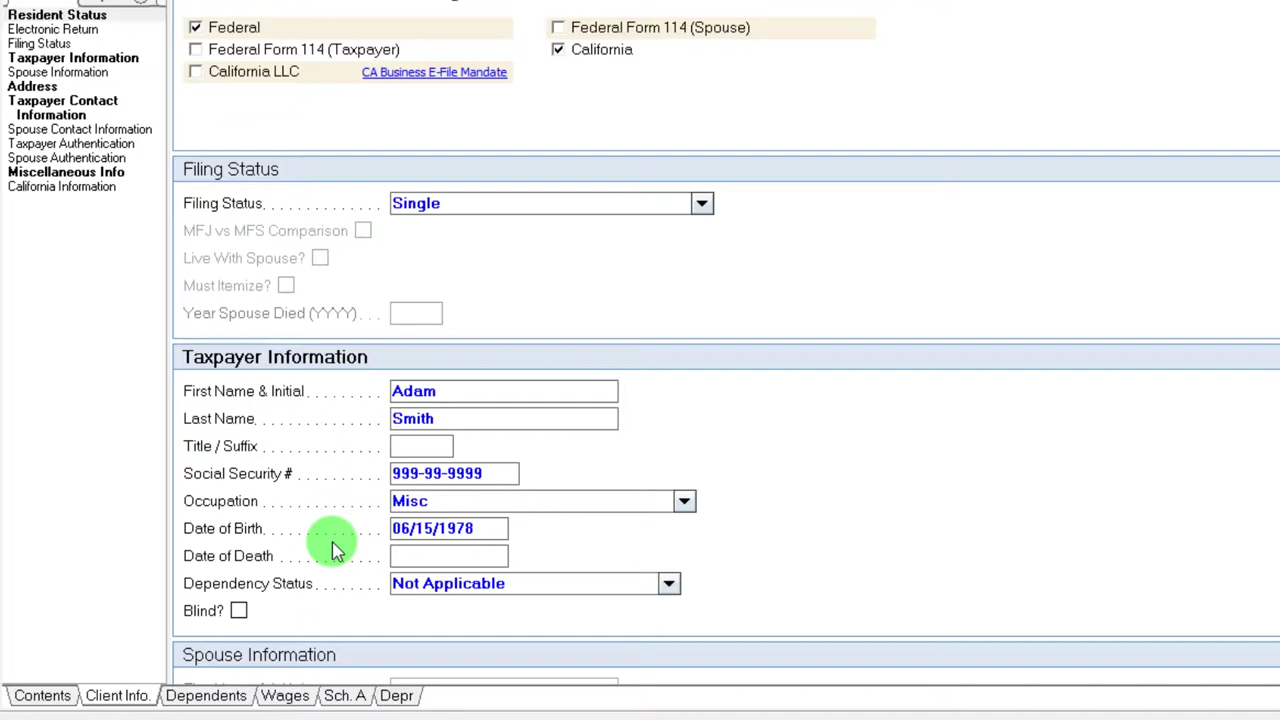 Resident Status
Electronic Return
Filing Status
Taxpayer Information
Spouse Information
Address
Taxpayer Contact
Information
Spouse Contact Information
Taxpayer Authentication
Spouse Authentication
Miscellaneous Info
California Information
Federal
Federal Form 114 (Spouse)
Federal Form 114 (Taxpayer)
California
California LLC
CA Business E-File Mandate
Filing Status
Filing Status. . . . . . . . . . . . . . Single
MFJ vs MFS Comparison
Live With Spouse?
Must Itemize?
Year Spouse Died (YYYY). . .
Taxpayer Information
First Name & Initial . . . . . . . . . Adam
Last Name. . . . . . . . . . . . . . . Smith
Title / Suffix . . . . . . . . . . . . . .
Social Security # . . . . . . . . . . 999-99-9999
Occupation . . . . . . . . . . . . . . Misc
Date of Birth. . . . . . . . . . . . . . 06/15/1978
Date of Death . . . . . . . . . . . .
Dependency Status . . . . . . . . Not Applicable
Blind?
Spouse Information
Contents
Client Info.
Dependents
Wages
Sch. A
Depr